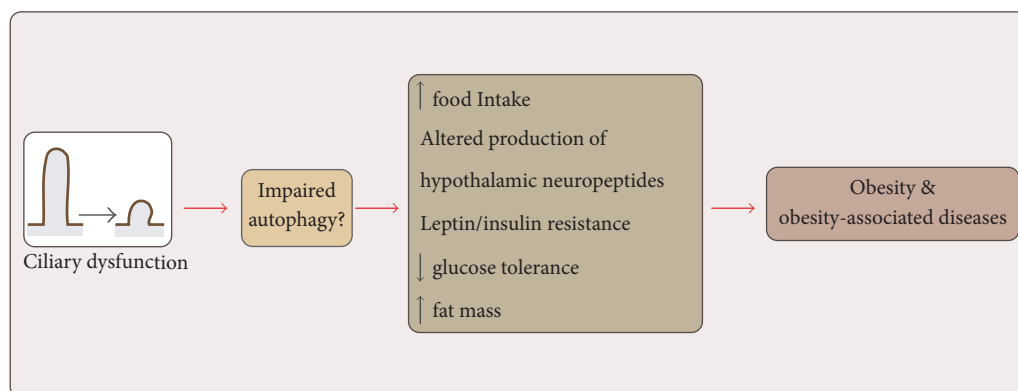 Ciliary dysfunction
Impaired
autophagy?
↑ food Intake
Altered production of
hypothalamic neuropeptides
Leptin/insulin resistance
↓ glucose tolerance
↑ fat mass
Obesity &
obesity-associated diseases